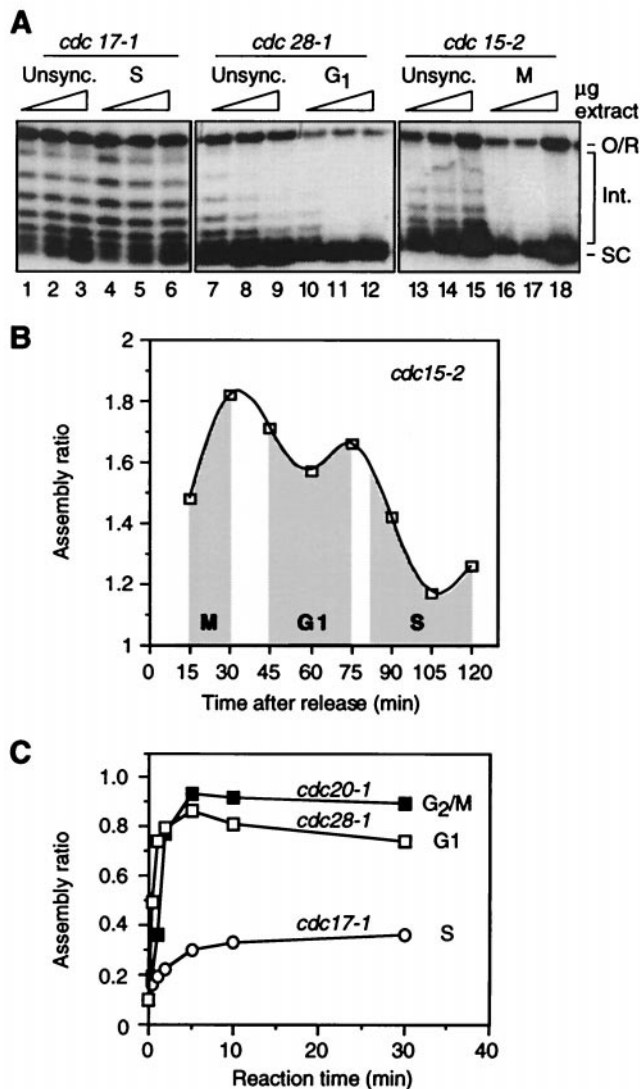 A
cdc 17-1 cdc 28-1 cdc 15-2
Unsync. S Unsync. G1 Unsync. M
μg extract
O/R
Int.
SC
1 2 3 4 5 6 7 8 9 10 11 12 13 14 15 16 17 18
B
cdc15-2
Assembly ratio
2
1.8
1.6
1.4
1.2
1
M G1 S
0 15 30 45 60 75 90 105 120
Time after release (min)
C
Assembly ratio
1.0
0.8
0.6
0.4
0.2
0
cdc20-1 G2/M
cdc28-1 G1
cdc17-1 S
0 10 20 30 40
Reaction time (min)